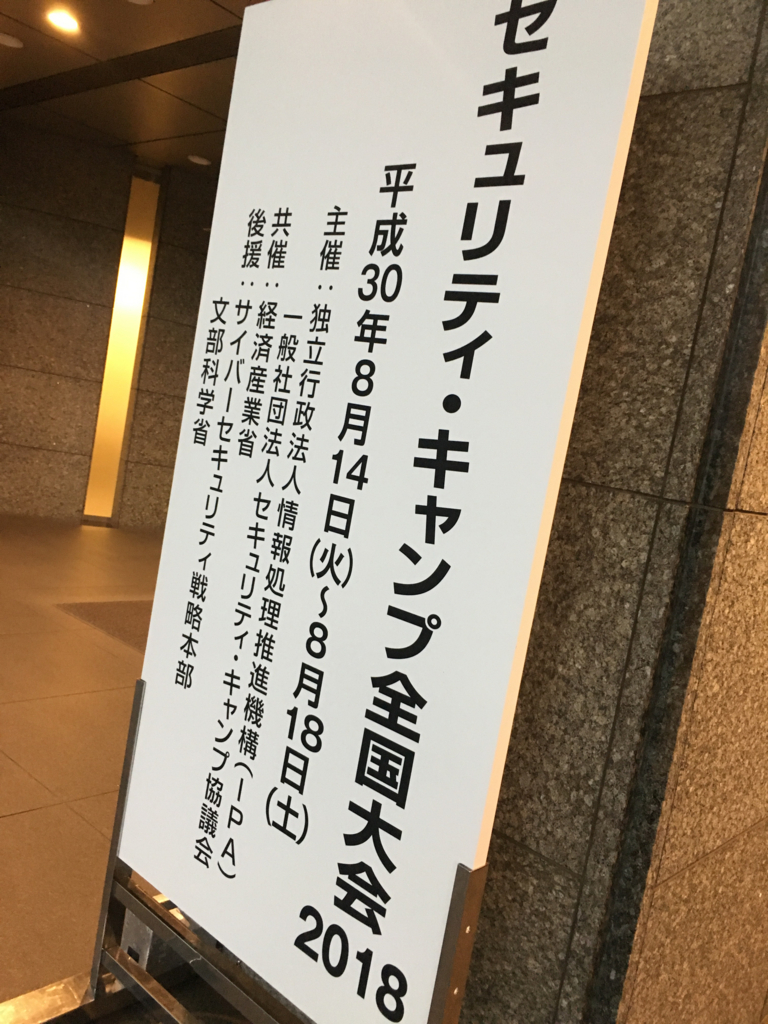 セキュリティ・キャンプ全国大会2018
平成30年8月14日(火)～8月18日(土)
主催：独立行政法人情報処理推進機構(IPA)
一般社団法人セキュリティ・キャンプ協議会
共催：経済産業省
後援：サイバーセキュリティ戦略本部
文部科学省